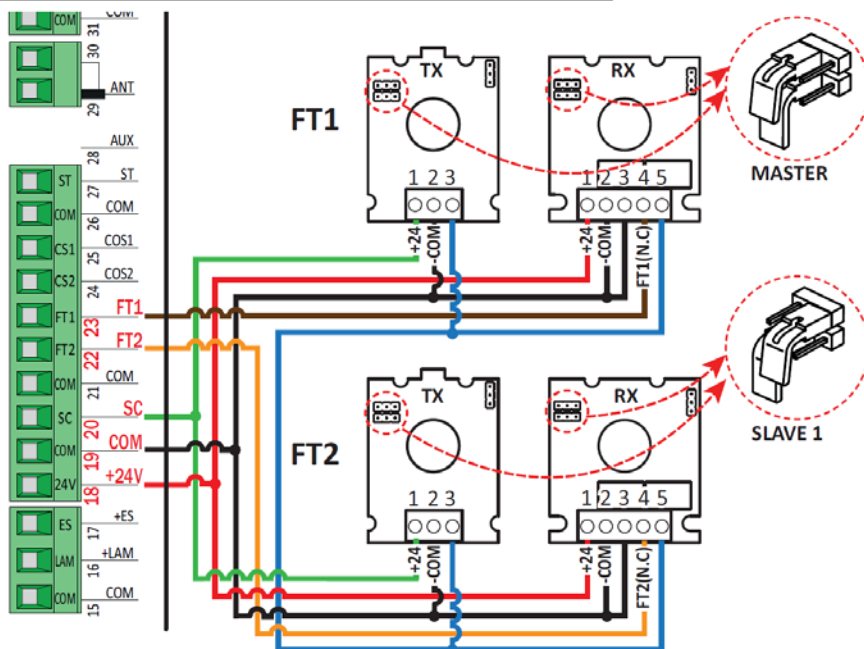 COM
31
30
ANT
29
AUX
28
ST
ST
27
COM
COM
26
CS1
COS1
25
CS2
COS2
24
FT1
FT1
23
FT2
FT2
22
COM
COM
21
SC
SC
20
COM
COM
19
24V
+24V
18
ES
+ES
17
LAM
+LAM
16
COM
COM
15
FT1
TX
1 2 3
+24
-COM
RX
1 2 3 4 5
+24
-COM
FT1(N.C)
MASTER
FT2
TX
1 2 3
+24
-COM
RX
1 2 3 4 5
+24
-COM
FT2(N.C)
SLAVE 1